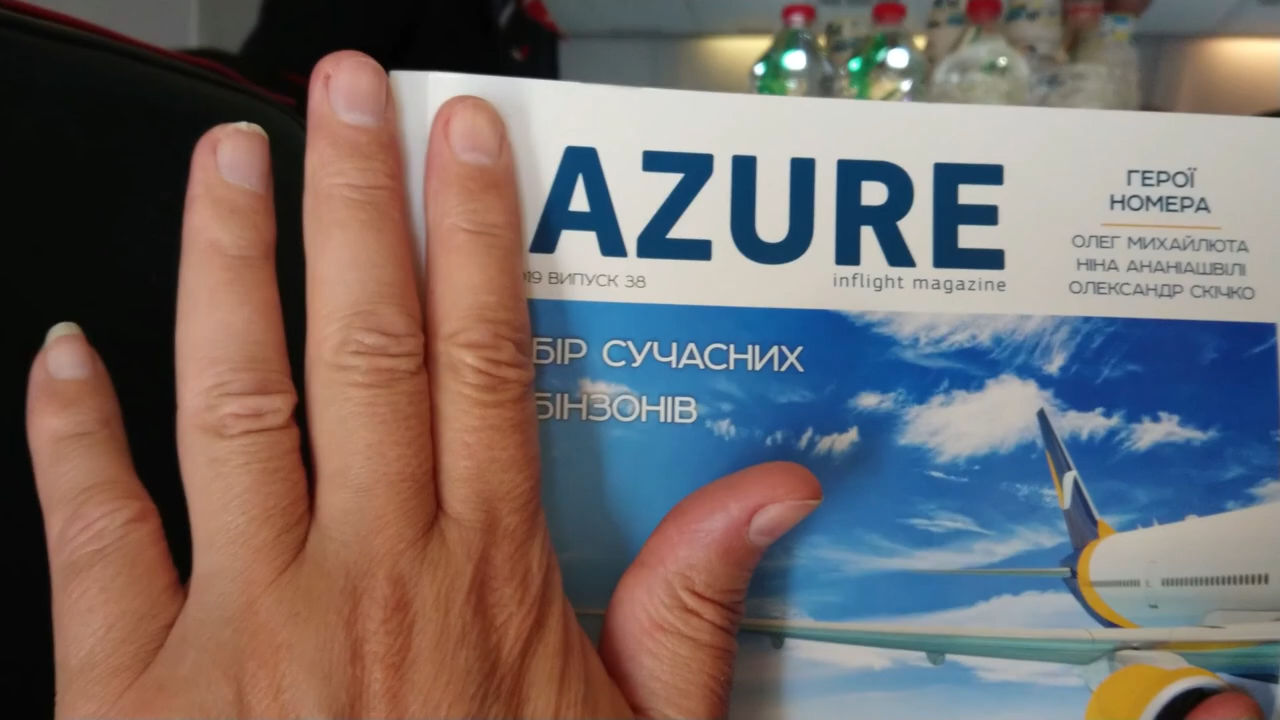 AZURE
ВИПУСК 38
inflight magazine
ГЕРОЇ
НОМЕРА
ОЛЕГ МИХАЙЛЮТА
НІНА АНАНІАШВІЛІ
ОЛЕКСАНДР СКІЧКО
СУЧАСНИХ